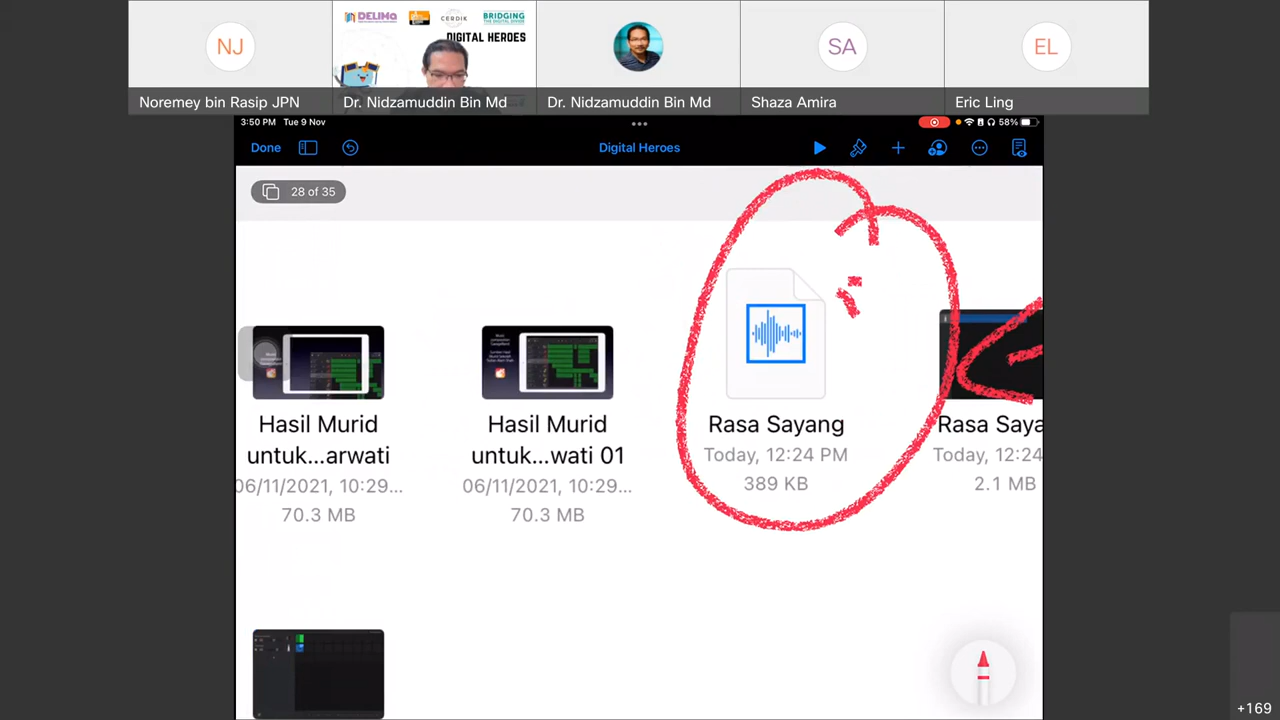 NJ
Noremey bin Rasip JPN
DELIMa
CERDIK
BRIDGING
THE DIGITAL DIVIDE
DIGITAL HEROES
Dr. Nidzamuddin Bin Md
Dr. Nidzamuddin Bin Md
SA
Shaza Amira
EL
Eric Ling
3:50 PM Tue 9 Nov
58%
Done
Digital Heroes
28 of 35
Hasil Murid
untuk...arwati
06/11/2021, 10:29...
70.3 MB
Hasil Murid
untuk...wati 01
06/11/2021, 10:29...
70.3 MB
Rasa Sayang
Today, 12:24 PM
389 KB
Rasa Saya
Today, 12:24
2.1 MB
+169